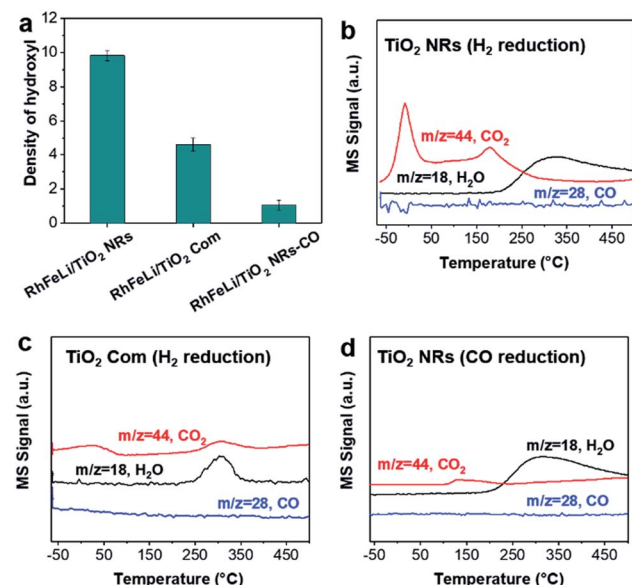 a
Density of hydroxyl
12
10
8
6
4
2
0
RhFeLi/TiO₂ NRs
RhFeLi/TiO₂ Com
RhFeLi/TiO₂ NRs-CO
b
TiO₂ NRs (H₂ reduction)
MS Signal (a.u.)
m/z=44, CO₂
m/z=18, H₂O
m/z=28, CO
-50 50 150 250 350 450
Temperature (°C)
c
TiO₂ Com (H₂ reduction)
MS Signal (a.u.)
m/z=44, CO₂
m/z=18, H₂O
m/z=28, CO
-50 50 150 250 350 450
Temperature (°C)
d
TiO₂ NRs (CO reduction)
MS Signal (a.u.)
m/z=18, H₂O
m/z=44, CO₂
m/z=28, CO
-50 50 150 250 350 450
Temperature (°C)